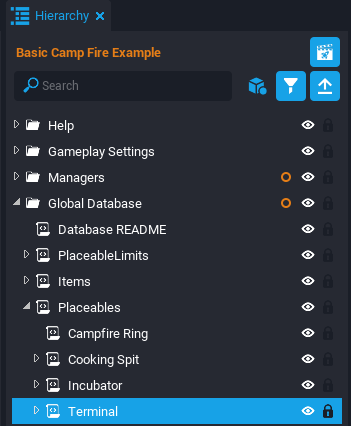 Hierarchy
Basic Camp Fire Example
Search
Help
Gameplay Settings
Managers
Global Database
Database README
PlaceableLimits
Items
Placeables
Campfire Ring
Cooking Spit
Incubator
Terminal